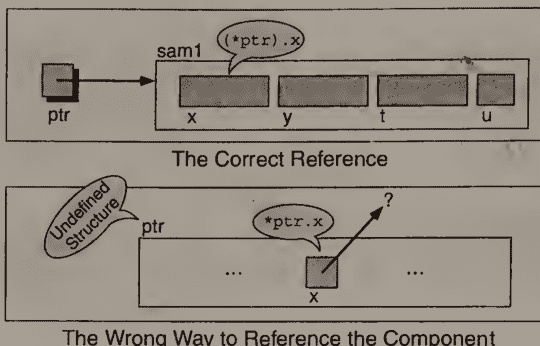 (*ptr).x
sam1
ptr
x y t u
The Correct Reference
Undefined
Structure
ptr
*ptr.x
?
... ...
x
The Wrong Way to Reference the Component